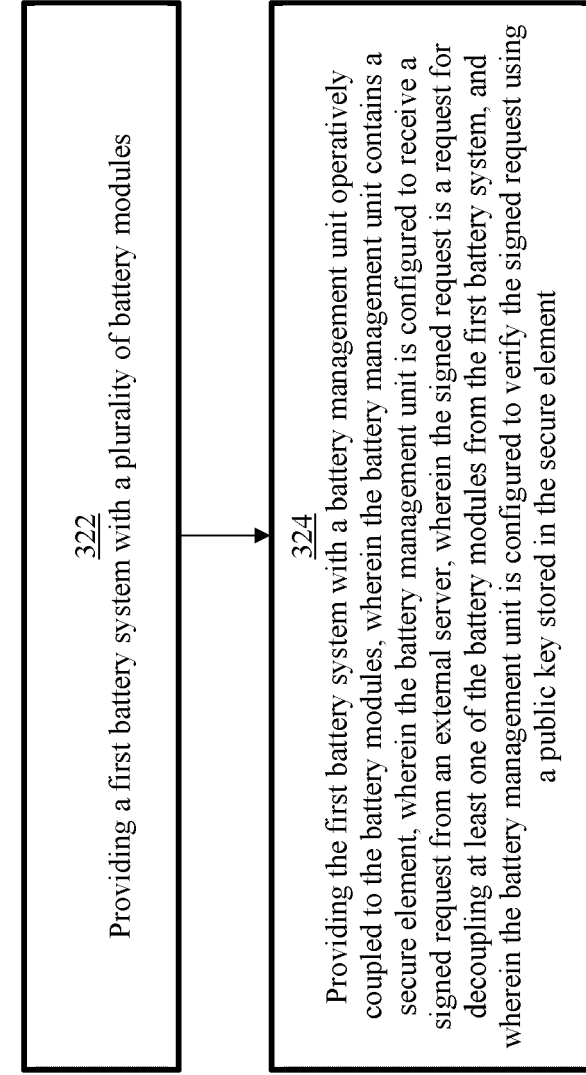 322
Providing a first battery system with a plurality of battery modules
324
Providing the first battery system with a battery management unit operatively
coupled to the battery modules, wherein the battery management unit contains a
secure element, wherein the battery management unit is configured to receive a
signed request from an external server, wherein the signed request is a request for
decoupling at least one of the battery modules from the first battery system, and
wherein the battery management unit is configured to verify the signed request using
a public key stored in the secure element